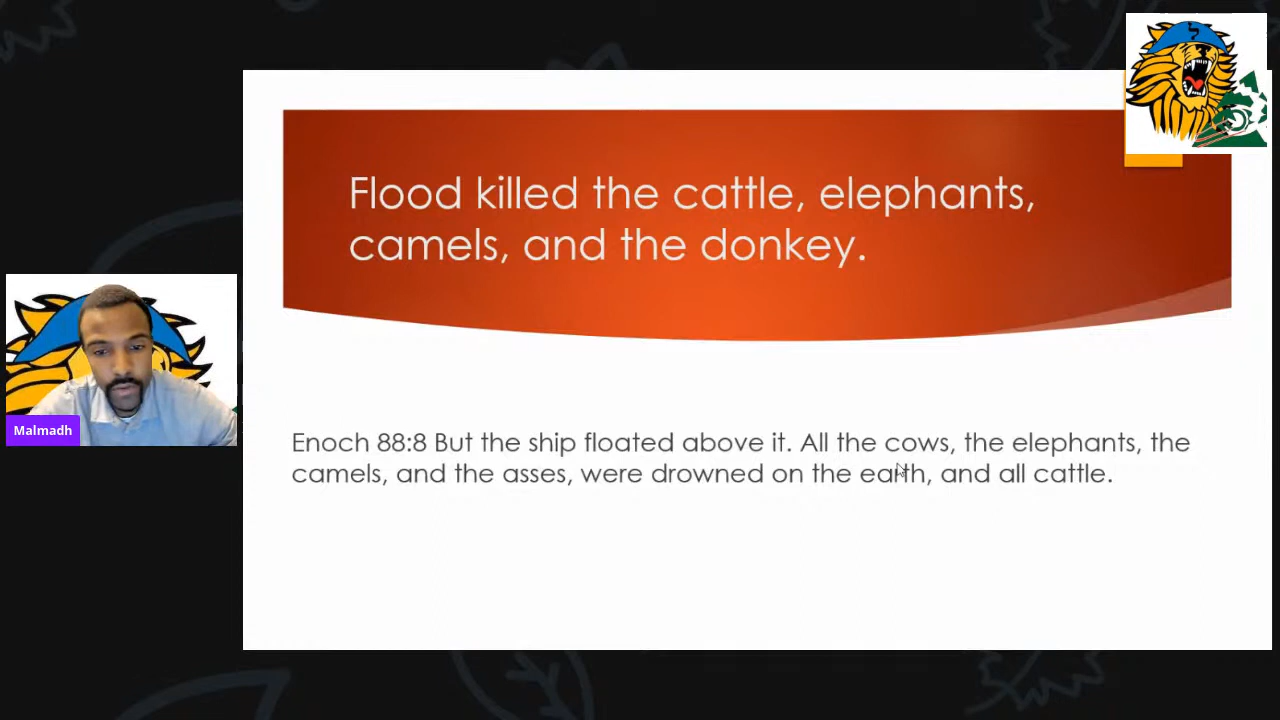 Flood killed the cattle, elephants,
camels, and the donkey.
Malmadh
Enoch 88:8 But the ship floated above it. All the cows, the elephants, the
camels, and the asses, were drowned on the earth, and all cattle.